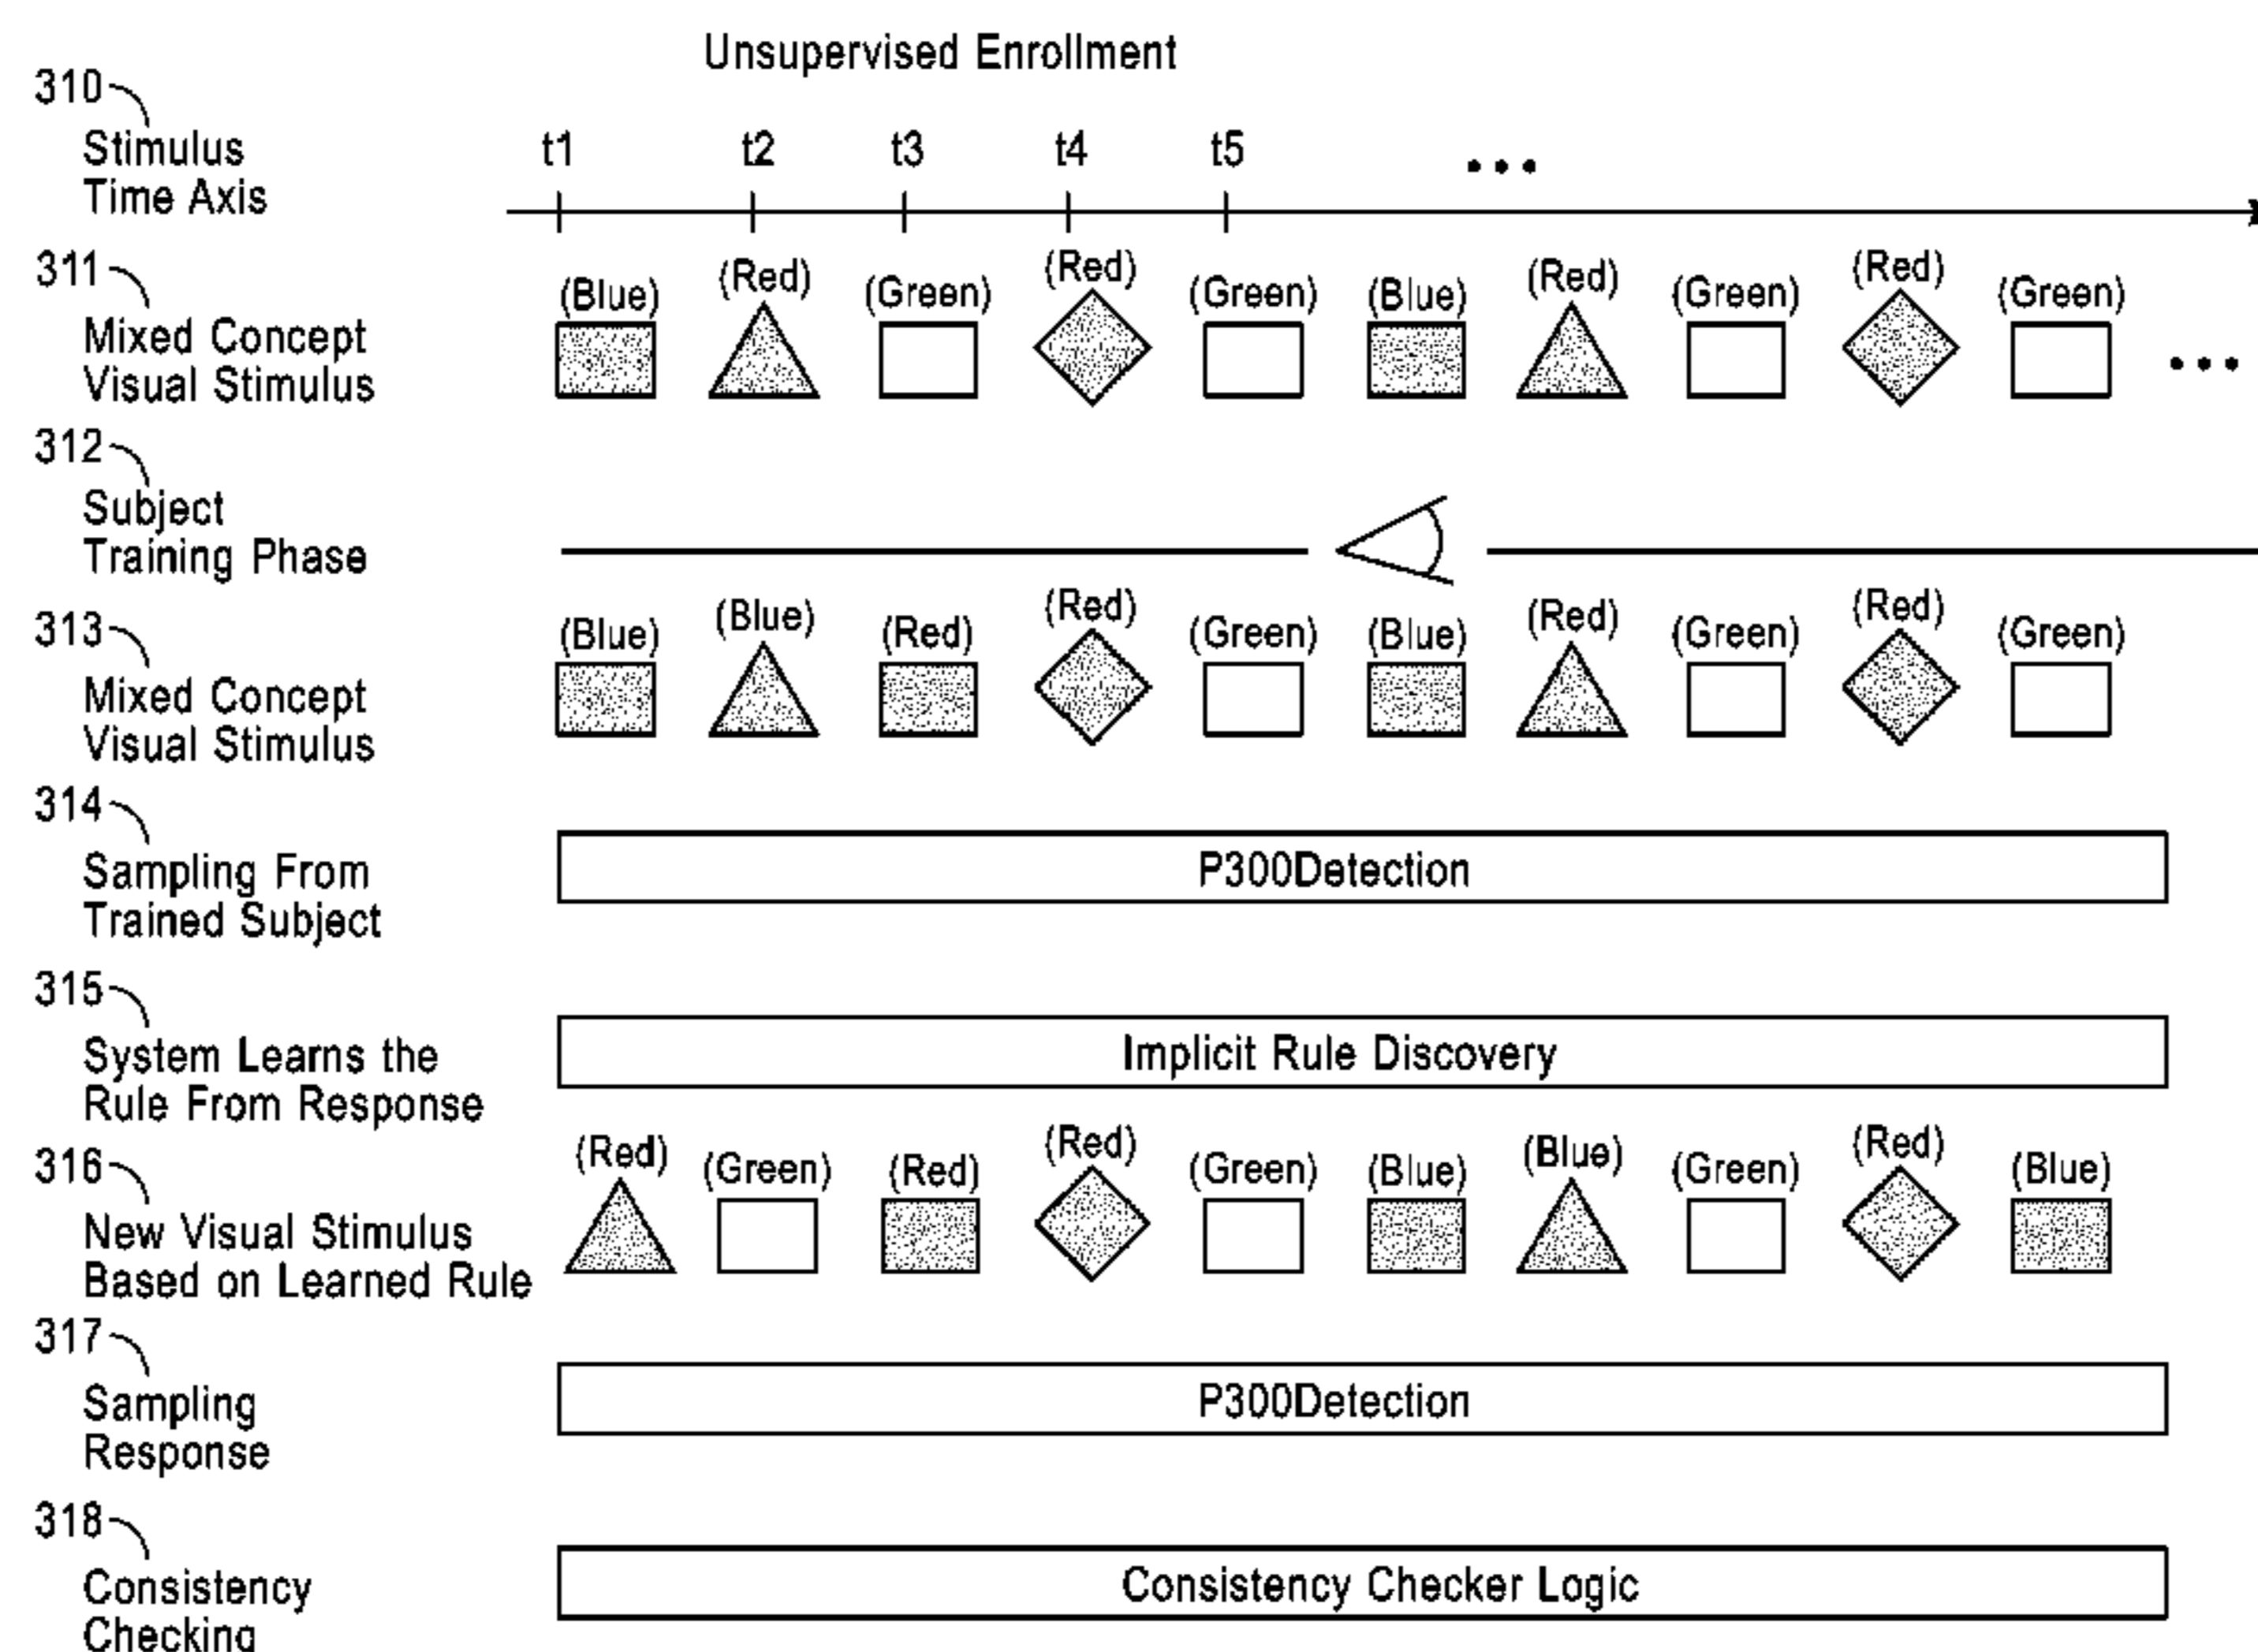 Unsupervised Enrollment
310
Stimulus
Time Axis
t1 t2 t3 t4 t5 •••
311
Mixed Concept
Visual Stimulus
(Blue) (Red) (Green) (Red) (Green) (Blue) (Red) (Green) (Red) (Green) •••
312
Subject
Training Phase
313
Mixed Concept
Visual Stimulus
(Blue) (Blue) (Red) (Red) (Green) (Blue) (Red) (Green) (Red) (Green)
314
Sampling From
Trained Subject
P300Detection
315
System Learns the
Rule From Response
Implicit Rule Discovery
316
New Visual Stimulus
Based on Learned Rule
(Red) (Green) (Red) (Red) (Green) (Blue) (Blue) (Green) (Red) (Blue)
317
Sampling
Response
P300Detection
318
Consistency
Checking
Consistency Checker Logic